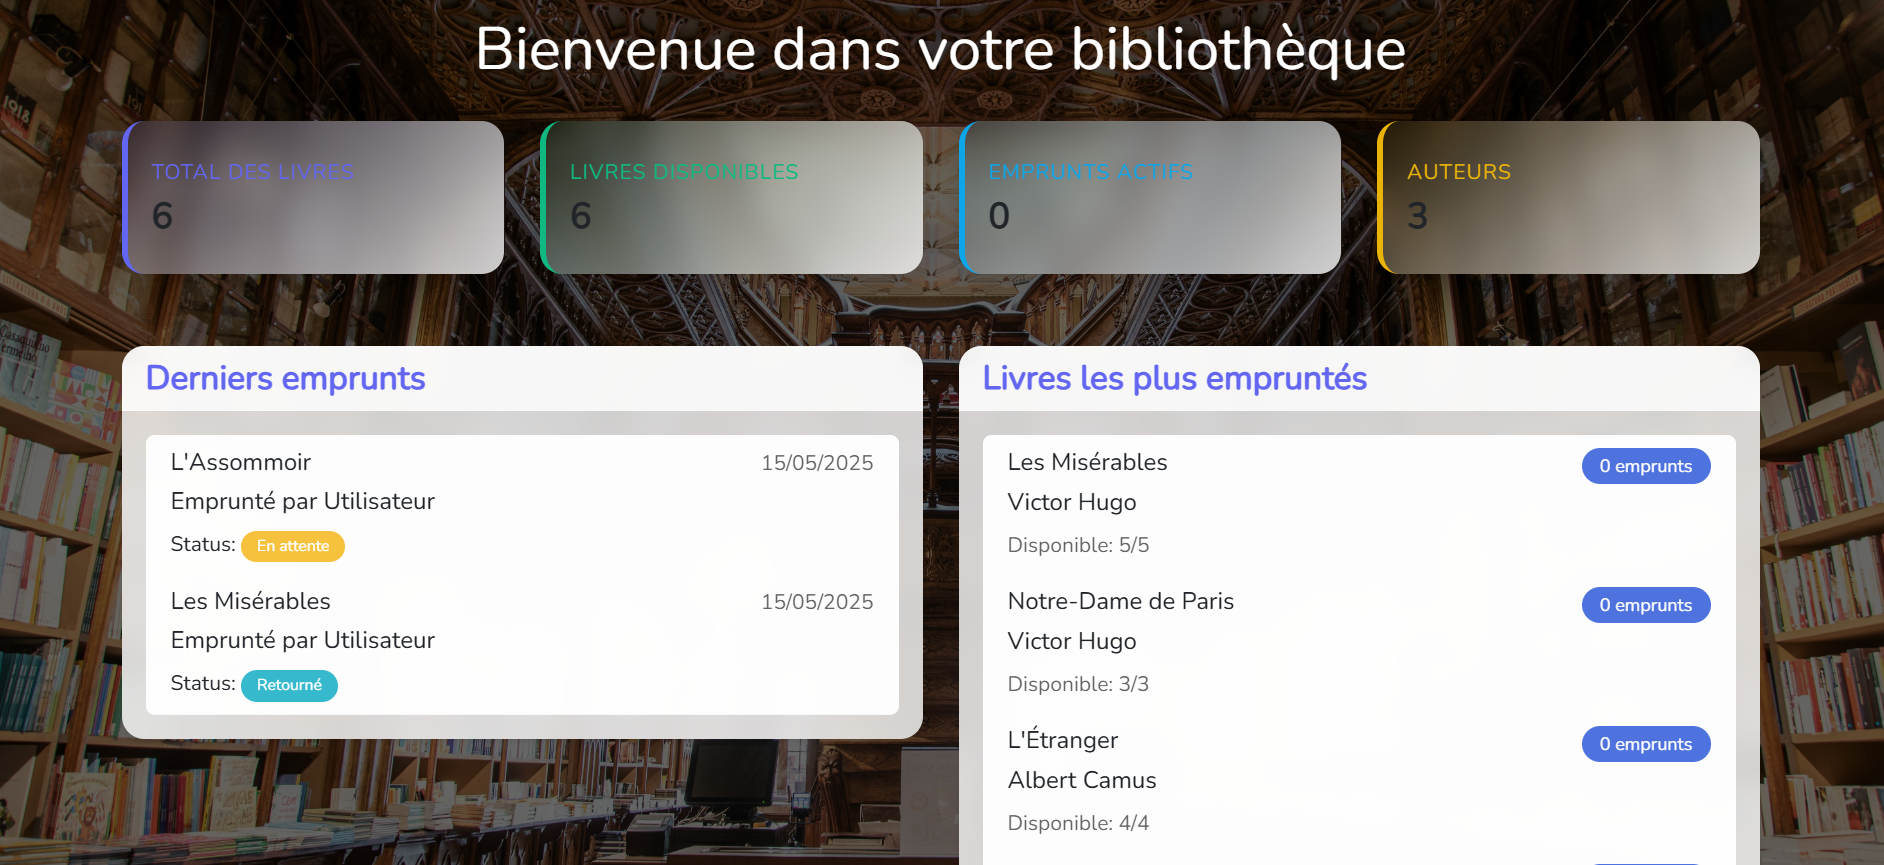 Bienvenue dans votre bibliothèque
TOTAL DES LIVRES
6
LIVRES DISPONIBLES
6
EMPRUNTS ACTIFS
0
AUTEURS
3
Derniers emprunts
L'Assommoir 15/05/2025
Emprunté par Utilisateur
Status: En attente
Les Misérables 15/05/2025
Emprunté par Utilisateur
Status: Retourné
Livres les plus empruntés
Les Misérables 0 emprunts
Victor Hugo
Disponible: 5/5
Notre-Dame de Paris 0 emprunts
Victor Hugo
Disponible: 3/3
L'Étranger 0 emprunts
Albert Camus
Disponible: 4/4
1918